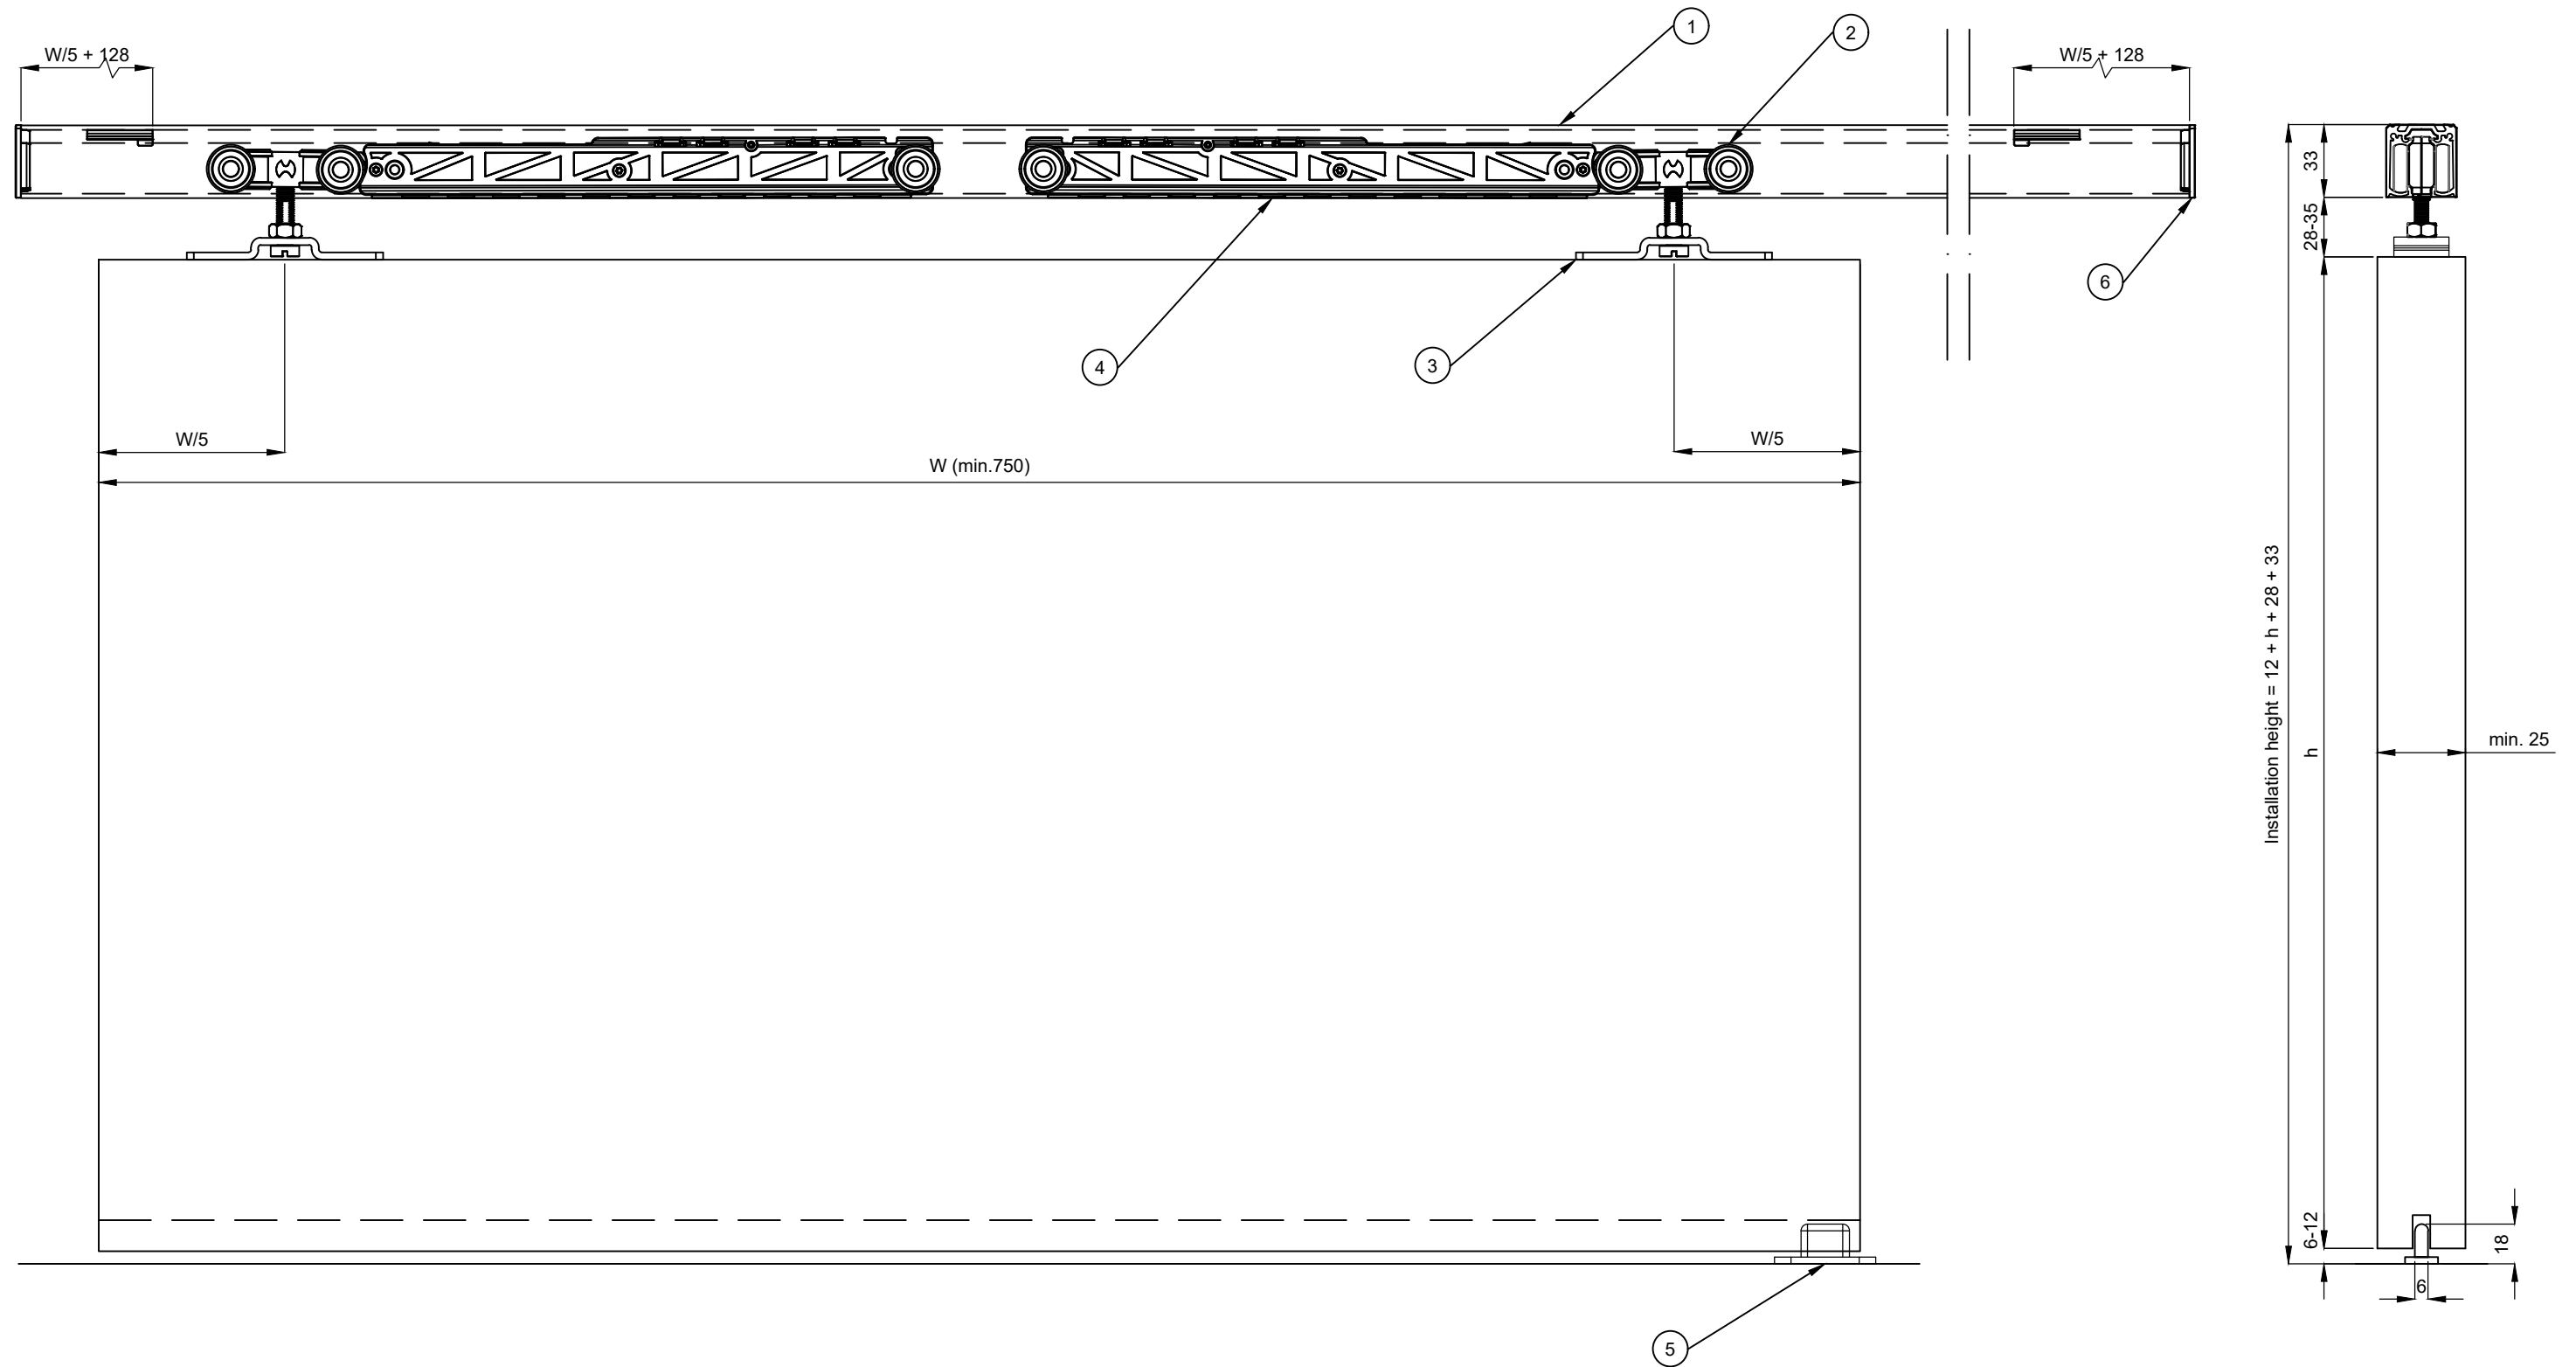 1
2
W/5 + 128
W/5 + 128
33
28-35
6
4
3
W/5
W/5
W (min.750)
Installation height = 12 + h + 28 + 33
h
min. 25
6-12
18
6
5